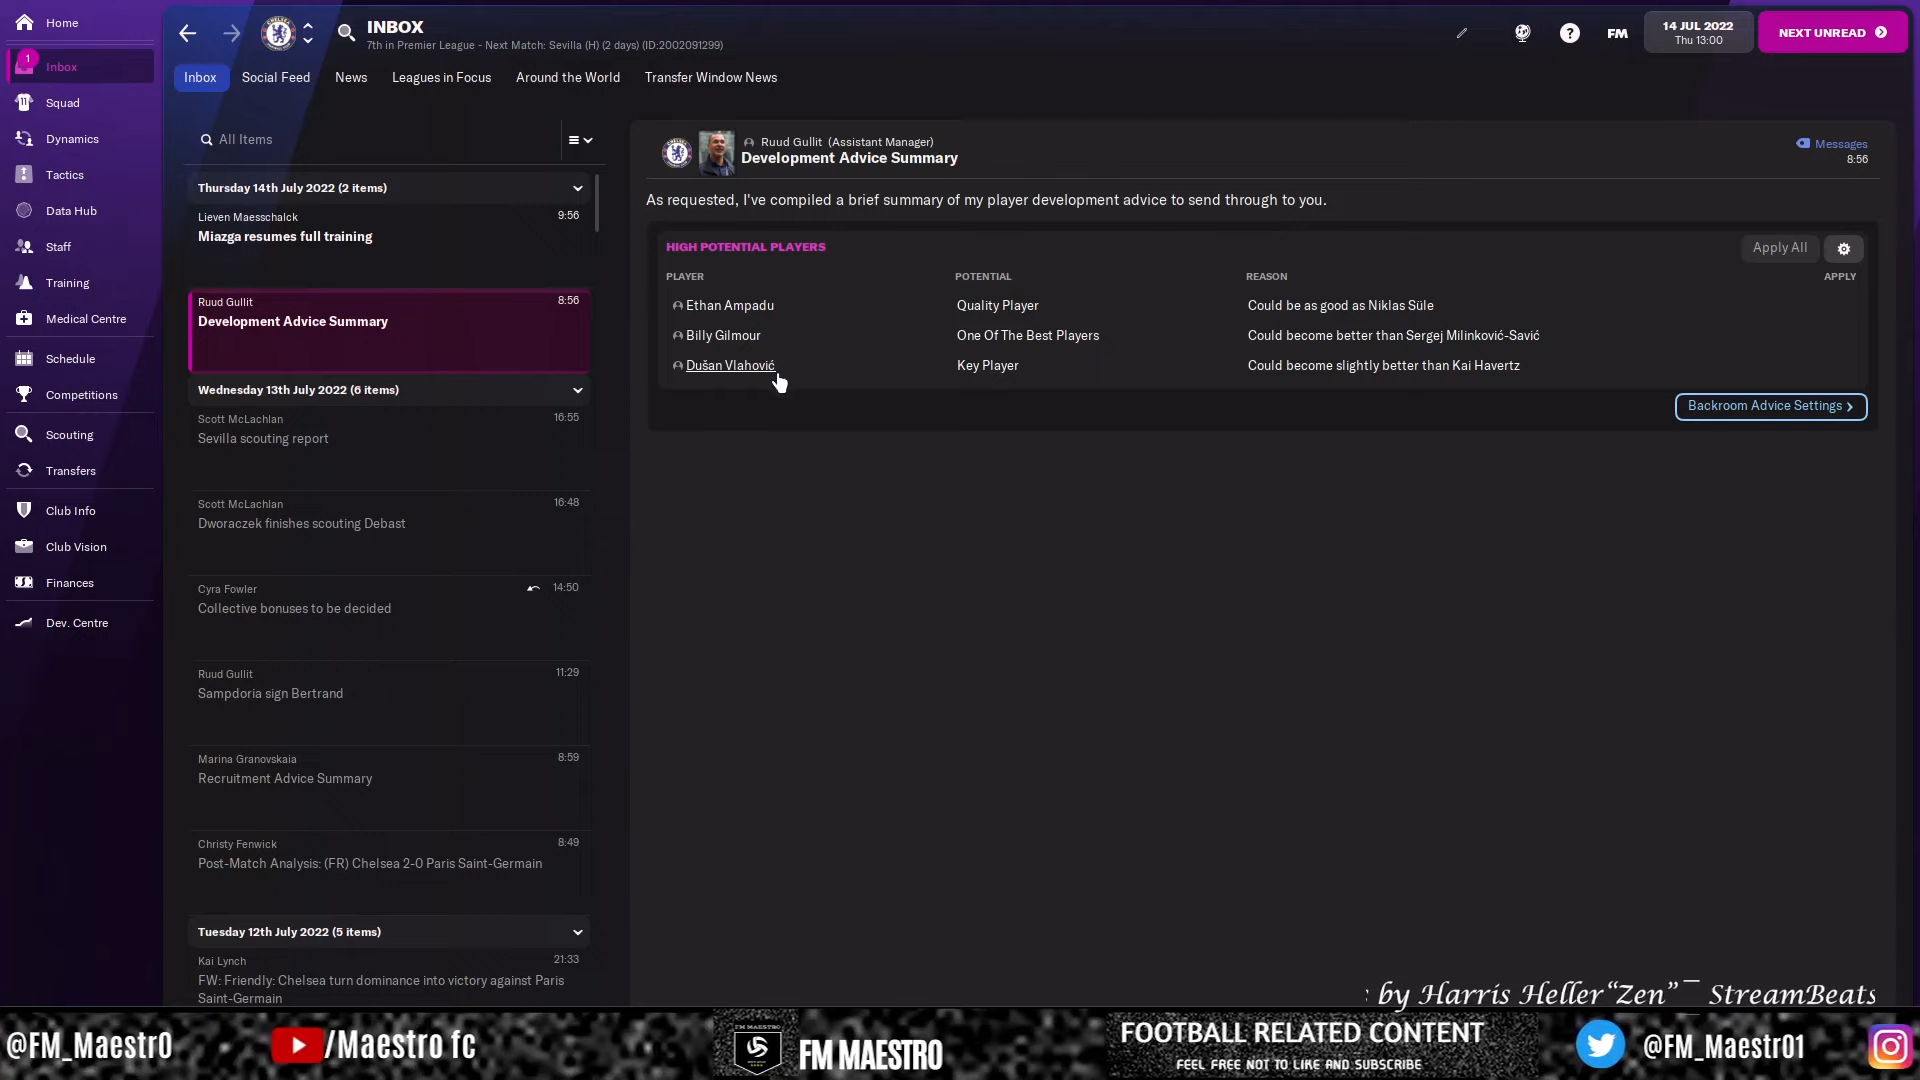 Home
1
Inbox
Squad
Dynamics
Tactics
Data Hub
Staff
Training
Medical Centre
Schedule
Competitions
Scouting
Transfers
Club Info
Club Vision
Finances
Dev. Centre
INBOX
7th in Premier League - Next Match: Sevilla (H) (2 days) (ID:2002091299)
FM
14 JUL 2022
Thu 13:00
NEXT UNREAD
Inbox Social Feed News Leagues in Focus Around the World Transfer Window News
All Items
Thursday 14th July 2022 (2 items)
Lieven Maesschalck 9:56
Miazga resumes full training
Ruud Gullit 8:56
Development Advice Summary
Wednesday 13th July 2022 (6 items)
Scott McLachlan 16:55
Sevilla scouting report
Scott McLachlan 16:48
Dworaczek finishes scouting Debast
Cyra Fowler 14:50
Collective bonuses to be decided
Ruud Gullit 11:29
Sampdoria sign Bertrand
Marina Granovskaia 8:59
Recruitment Advice Summary
Christy Fenwick 8:49
Post-Match Analysis: (FR) Chelsea 2-0 Paris Saint-Germain
Tuesday 12th July 2022 (5 items)
Kai Lynch 21:33
FW: Friendly: Chelsea turn dominance into victory against Paris
Saint-Germain
Ruud Gullit (Assistant Manager)
Development Advice Summary
Messages
8:56
As requested, I've compiled a brief summary of my player development advice to send through to you.
HIGH POTENTIAL PLAYERS Apply All
PLAYER POTENTIAL REASON APPLY
Ethan Ampadu Quality Player Could be as good as Niklas Süle
Billy Gilmour One Of The Best Players Could become better than Sergej Milinković-Savić
Dušan Vlahović Key Player Could become slightly better than Kai Havertz
Backroom Advice Settings
by Harris Heller "Zen" StreamBeats
@FM_Maestr0
/Maestro fc
FM MAESTRO
FM MAESTRO
FOOTBALL RELATED CONTENT
FEEL FREE NOT TO LIKE AND SUBSCRIBE
@FM_Maestr01